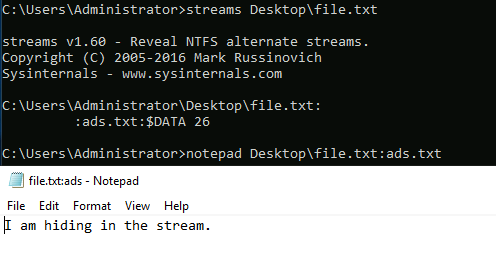 C:\Users\Administrator>streams Desktop\file.txt
streams v1.60 - Reveal NTFS alternate streams.
Copyright (C) 2005-2016 Mark Russinovich
Sysinternals - www.sysinternals.com
C:\Users\Administrator\Desktop\file.txt:
:ads.txt:$DATA 26
C:\Users\Administrator>notepad Desktop\file.txt:ads.txt
file.txt:ads - Notepad
File Edit Format View Help
I am hiding in the stream.